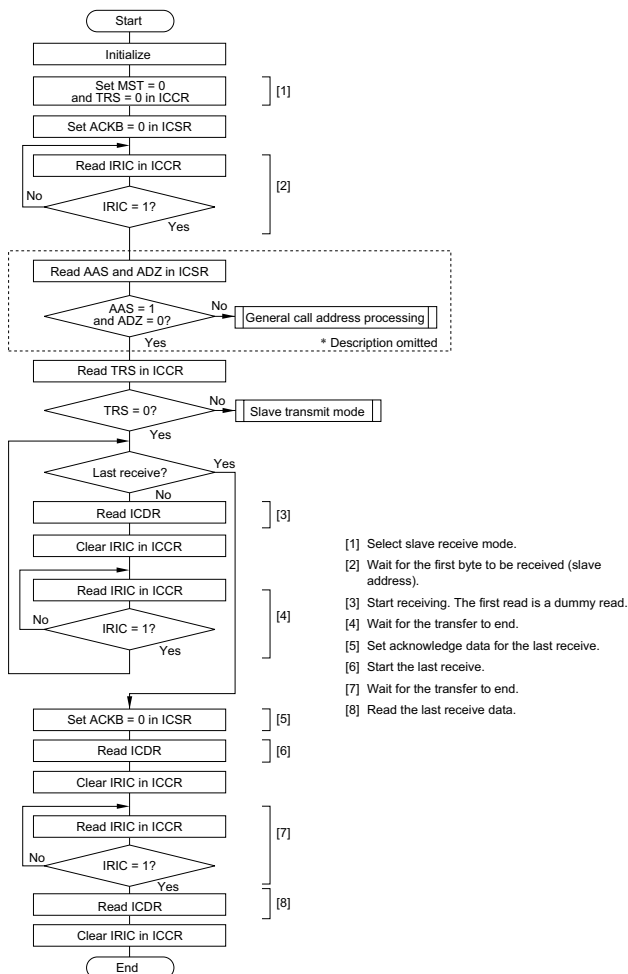 Start
Initialize
Set MST = 0
and TRS = 0 in ICCR
[1]
Set ACKB = 0 in ICSR
Read IRIC in ICCR
[2]
No
IRIC = 1?
Yes
Read AAS and ADZ in ICSR
AAS = 1
and ADZ = 0?
No
General call address processing
Yes
* Description omitted
Read TRS in ICCR
No
TRS = 0?
Slave transmit mode
Yes
Last receive?
Yes
No
Read ICDR
[3]
Clear IRIC in ICCR
Read IRIC in ICCR
[4]
No
IRIC = 1?
Yes
Set ACKB = 0 in ICSR
[5]
Read ICDR
[6]
Clear IRIC in ICCR
Read IRIC in ICCR
[7]
No
IRIC = 1?
Yes
Read ICDR
[8]
Clear IRIC in ICCR
End
[1] Select slave receive mode.
[2] Wait for the first byte to be received (slave
address).
[3] Start receiving. The first read is a dummy read.
[4] Wait for the transfer to end.
[5] Set acknowledge data for the last receive.
[6] Start the last receive.
[7] Wait for the transfer to end.
[8] Read the last receive data.